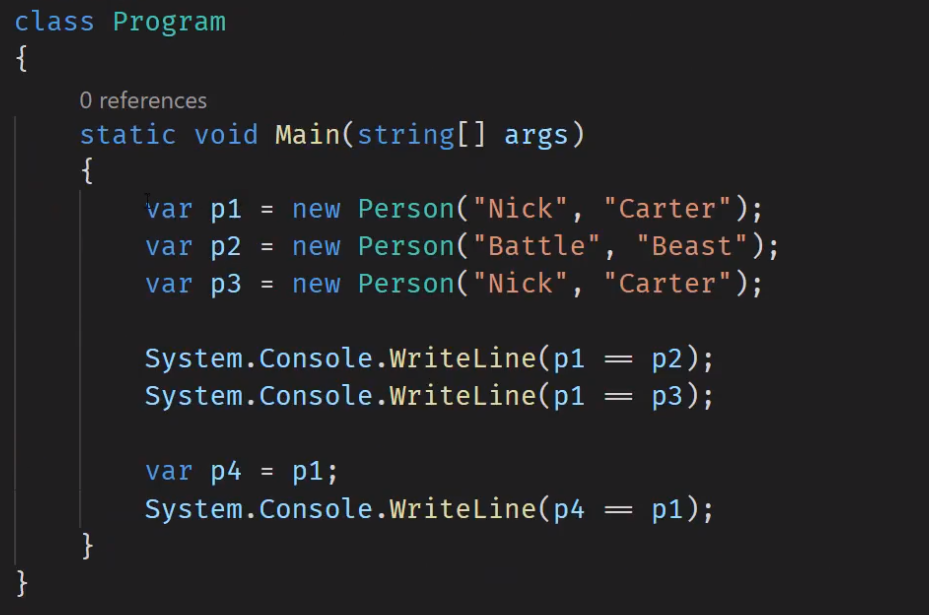 class Program
{
0 references
static void Main(string[] args)
{
var p1 = new Person("Nick", "Carter");
var p2 = new Person("Battle", "Beast");
var p3 = new Person("Nick", "Carter");
System.Console.WriteLine(p1 == p2);
System.Console.WriteLine(p1 == p3);
var p4 = p1;
System.Console.WriteLine(p4 == p1);
}
}